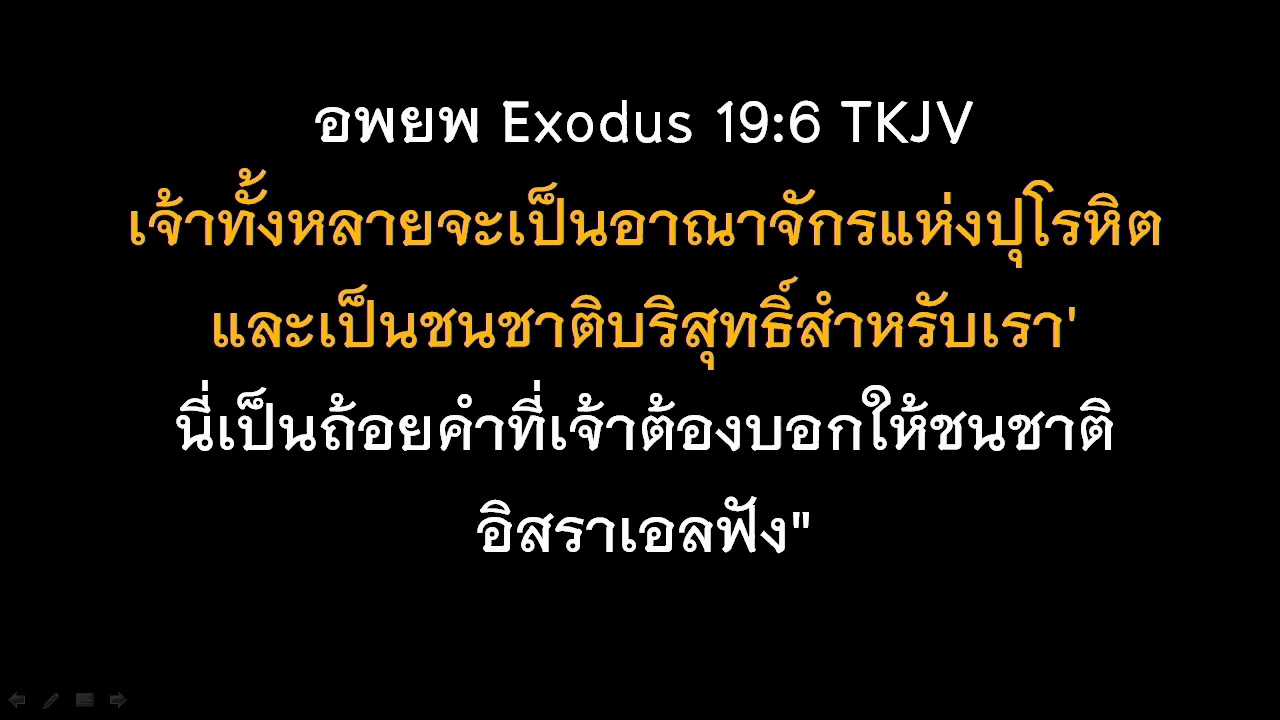 อพยพ Exodus 19:6 TKJV
เจ้าทั้งหลายจะเป็นอาณาจักรแห่งปุโรหิต
และเป็นชนชาติบริสุทธิ์สำหรับเรา'
นี่เป็นถ้อยคำที่เจ้าต้องบอกให้ชนชาติ
อิสราเอลฟัง"